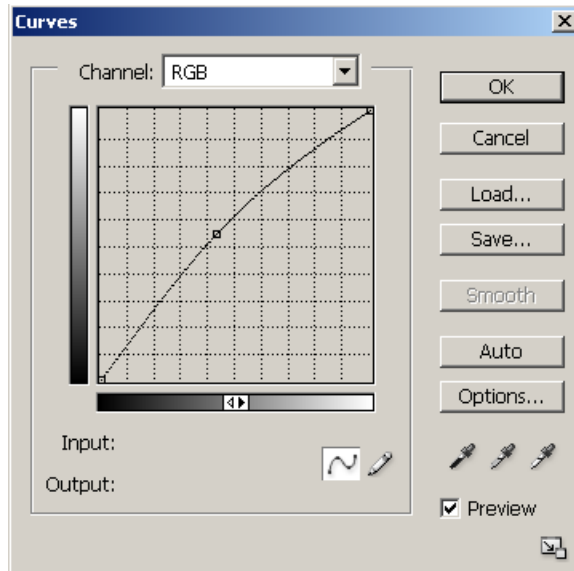 Curves
Channel: RGB
OK
Cancel
Load...
Save...
Smooth
Auto
Options...
Input:
Output:
Preview